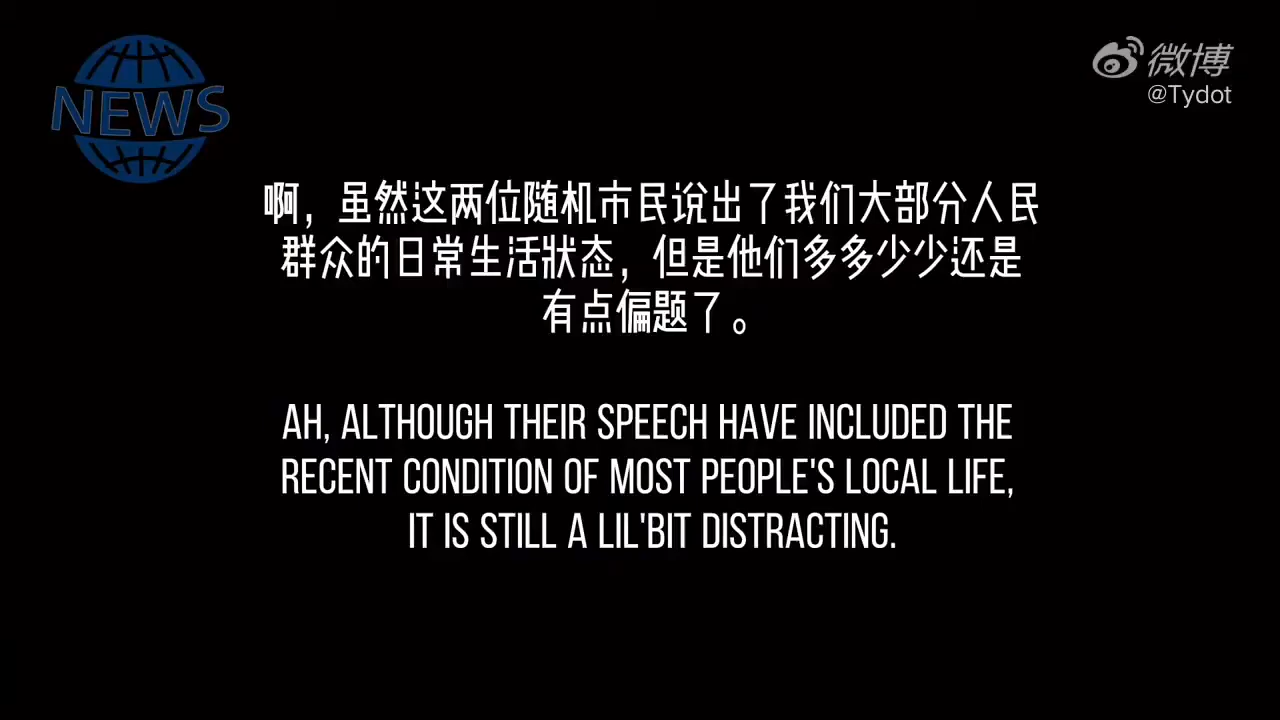 NEWS
微博
@Tydot
啊，虽然这两位随机市民说出了我们大部分人民
群众的日常生活狀态，但是他们多多少少还是
有点偏题了。
AH, ALTHOUGH THEIR SPEECH HAVE INCLUDED THE
RECENT CONDITION OF MOST PEOPLE'S LOCAL LIFE,
IT IS STILL A LIL'BIT DISTRACTING.